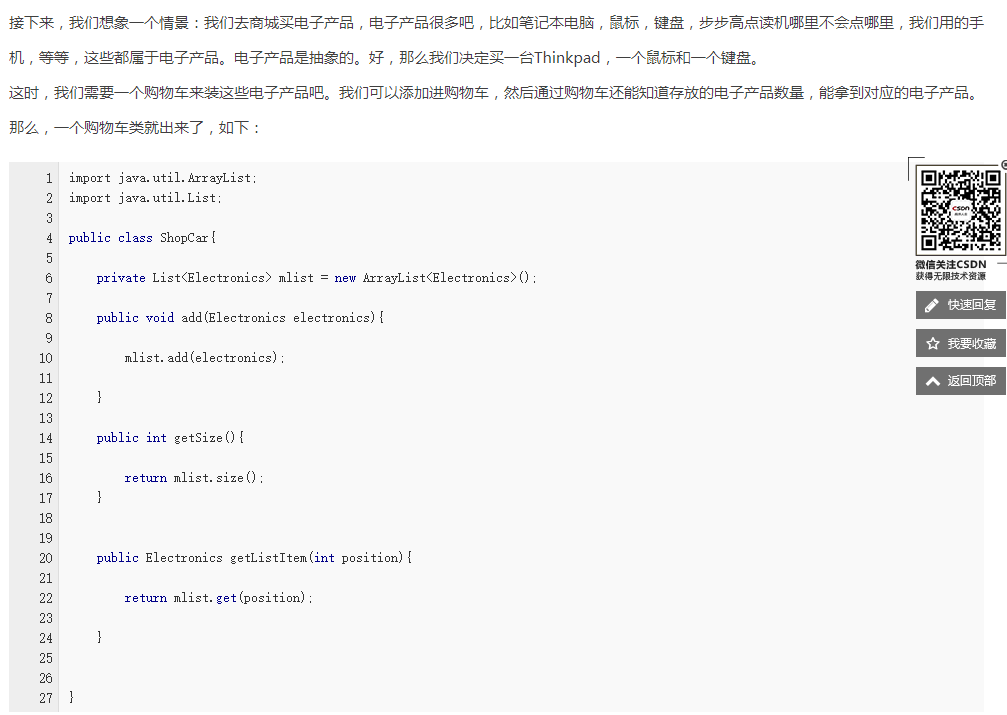 接下来，我们想象一个情景：我们去商城买电子产品，电子产品很多吧，比如笔记本电脑，鼠标，键盘，步步高点读机哪里不会点哪里，我们用的手
机，等等，这些都属于电子产品。电子产品是抽象的。好，那么我们决定买一台Thinkpad，一个鼠标和一个键盘。
这时，我们需要一个购物车来装这些电子产品吧。我们可以添加进购物车，然后通过购物车还能知道存放的电子产品数量，能拿到对应的电子产品。
那么，一个购物车类就出来了，如下：
1 import java.util.ArrayList;
2 import java.util.List;
3
4 public class ShopCar{
5
6 private List<Electronics> mlist = new ArrayList<Electronics>();
7
8 public void add(Electronics electronics){
9
10 mlist.add(electronics);
11
12 }
13
14 public int getSize(){
15
16 return mlist.size();
17 }
18
19
20 public Electronics getListItem(int position){
21
22 return mlist.get(position);
23
24 }
25
26
27 }
CSDN
微信关注CSDN
获得无限技术资源
快速回复
我要收藏
返回顶部